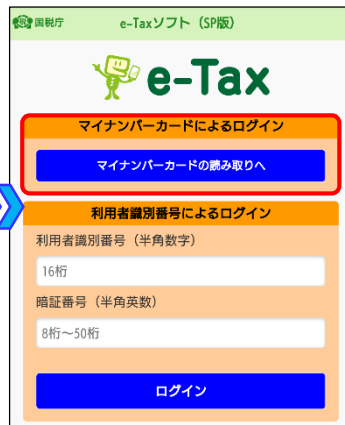 国税庁 e-Taxソフト（SP版）
e-Tax
マイナンバーカードによるログイン
マイナンバーカードの読み取りへ
利用者識別番号によるログイン
利用者識別番号（半角数字）
16桁
暗証番号（半角英数）
8桁～50桁
ログイン